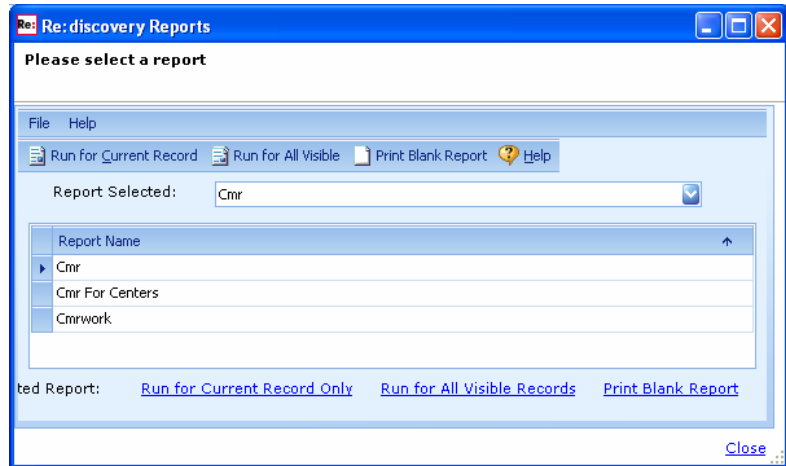 Re: Re:discovery Reports
Please select a report
File Help
Run for Current Record Run for All Visible Print Blank Report Help
Report Selected: Cmr
Report Name
Cmr
Cmr For Centers
Cmrwork
ted Report: Run for Current Record Only Run for All Visible Records Print Blank Report
Close